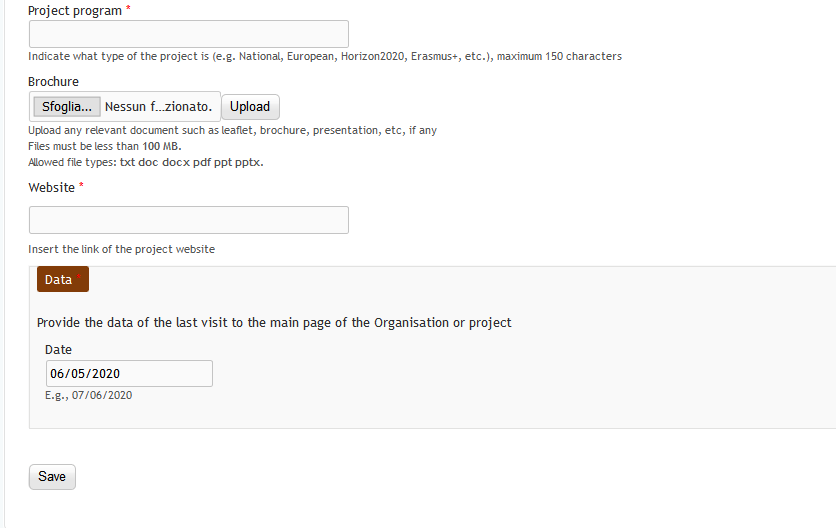 Project program *
Indicate what type of the project is (e.g. National, European, Horizon2020, Erasmus+, etc.), maximum 150 characters
Brochure
Sfoglia... Nessun f...zionato. Upload
Upload any relevant document such as leaflet, brochure, presentation, etc, if any
Files must be less than 100 MB.
Allowed file types: txt doc docx pdf ppt pptx.
Website *
Insert the link of the project website
Data *
Provide the data of the last visit to the main page of the Organisation or project
Date
06/05/2020
E.g., 07/06/2020
Save